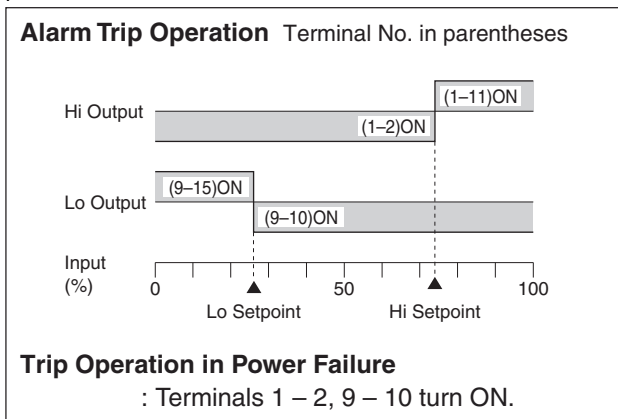 Alarm Trip Operation Terminal No. in parentheses
(1–11)ON
Hi Output
(1–2)ON
(9–15)ON
Lo Output
(9–10)ON
Input
(%)
0 50 100
Lo Setpoint Hi Setpoint
Trip Operation in Power Failure
: Terminals 1 – 2, 9 – 10 turn ON.